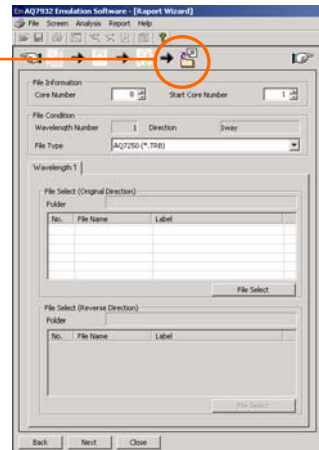 AQ7932 Emulation Software - [Raport Wizard]
File Screen Analysis Report Help
File Information
Core Number 8 Start Core Number 1
File Condition
Wavelength Number 1 Direction 1way
File Type AQ7250 (*.TRB)
Wavelength 1
File Select (Original Direction)
Folder
No. File Name Label
File Select
File Select (Reverse Direction)
Folder
No. File Name Label
File Select
Back Next Close